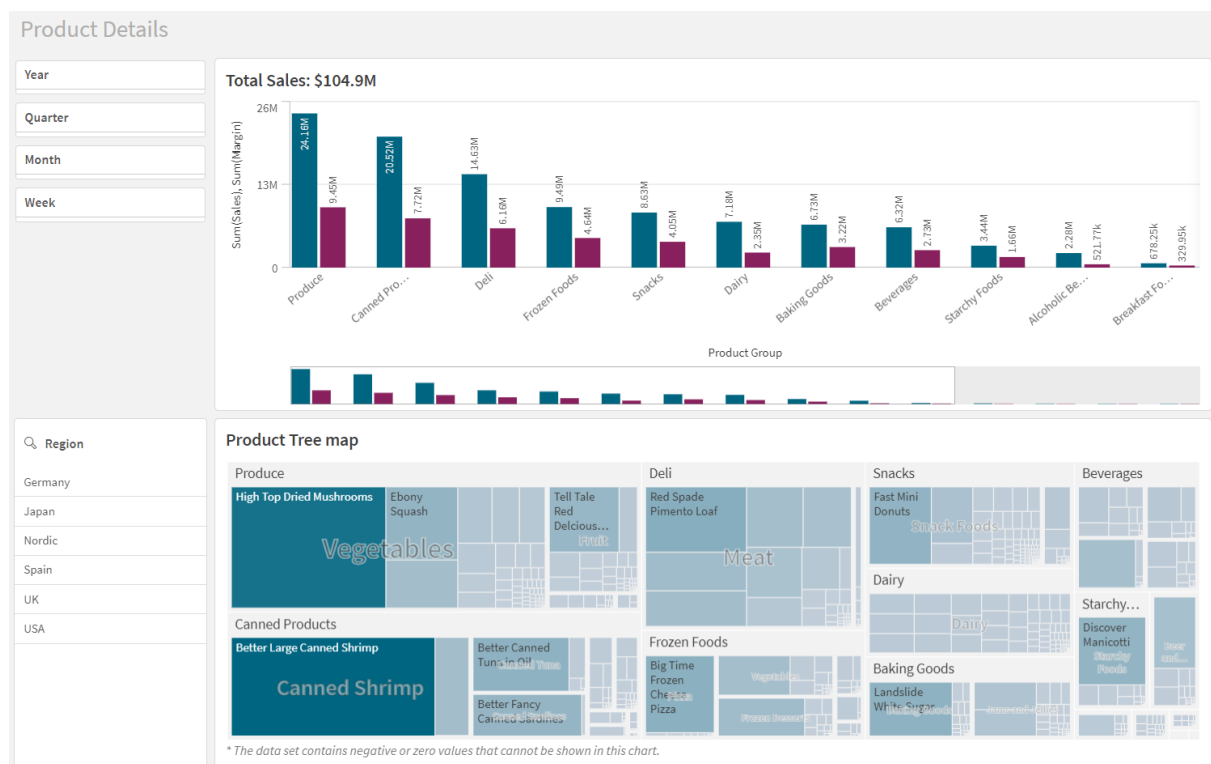 Product Details
Year
Quarter
Month
Week
Total Sales: $104.9M
Sum(Sales), Sum(Margin)
26M
13M
0
24.16M
9.45M
20.52M
7.72M
14.63M
6.16M
9.49M
4.64M
8.63M
4.05M
7.18M
2.35M
6.73M
3.22M
6.32M
2.73M
3.44M
1.66M
2.28M
521.77k
678.25k
329.95k
Produce
Canned Pro...
Deli
Frozen Foods
Snacks
Dairy
Baking Goods
Beverages
Starchy Foods
Alcoholic Be...
Breakfast Fo...
Product Group
Region
Germany
Japan
Nordic
Spain
UK
USA
Product Tree map
Produce
High Top Dried Mushrooms
Ebony
Squash
Vegetables
Tell Tale
Red
Delcious...
Fruit
Canned Products
Better Large Canned Shrimp
Canned Shrimp
Better Canned
Tuna in Oil
Canned Tuna
Better Fancy
Canned Sardines
Deli
Red Spade
Pimento Loaf
Meat
Frozen Foods
Big Time
Frozen
Cheese
Pizza
Pizza
Vegetables
Frozen Desserts
Snacks
Fast Mini
Donuts
Snack Foods
Dairy
Dairy
Baking Goods
Landslide
White Sugar
Baking Goods
Beverages
Starchy...
Discover
Manicotti
Starchy
Foods
Beer
and...
* The data set contains negative or zero values that cannot be shown in this chart.